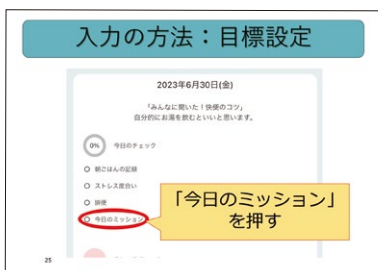 入力の方法：目標設定
2023年6月30日(金)
「みんなに聞いた！快便のコツ」
自分的にお湯を飲むといいと思います。
0%
今日のチェック
朝ごはんの記録
ストレス度合い
排便
今日のミッション
「今日のミッション」
を押す
25